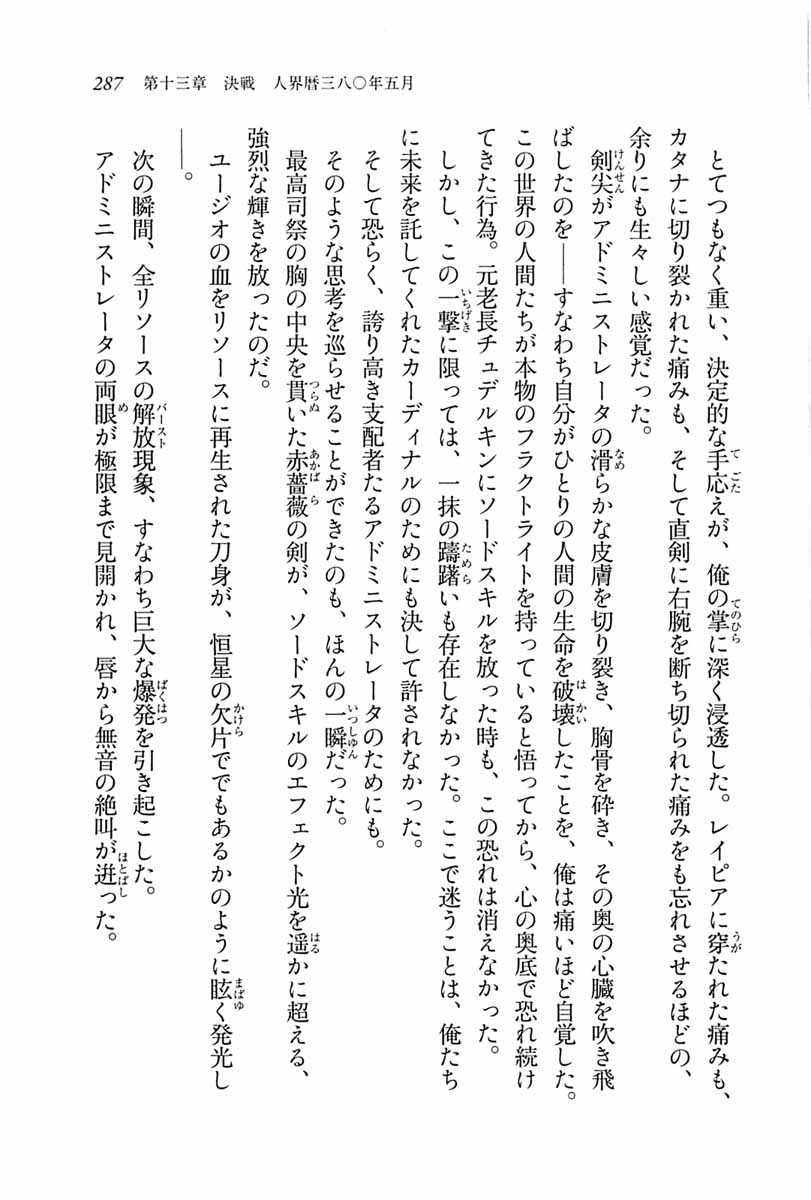 287　第十三章　決戦　人界暦三八〇年五月
とてつもなく重い、決定的な手応えが、俺の掌に深く浸透した。レイピアに穿たれた痛みも、
カタナに切り裂かれた痛みも、そして直剣に右腕を断ち切られた痛みをも忘れさせるほどの、
余りにも生々しい感覚だった。
剣尖がアドミニストレータの滑らかな皮膚を切り裂き、胸骨を砕き、その奥の心臓を吹き飛
ばしたのを――すなわち自分がひとりの人間の生命を破壊したことを、俺は痛いほど自覚した。
この世界の人間たちが本物のフラクトライトを持っていると悟ってから、心の奥底で恐れ続け
てきた行為。元老長チュデルキンにソードスキルを放った時も、この恐れは消えなかった。
しかし、この一撃に限っては、一抹の躊躇いも存在しなかった。ここで迷うことは、俺たち
に未来を託してくれたカーディナルのためにも決して許されなかった。
そして恐らく、誇り高き支配者たるアドミニストレータのためにも。
そのような思考を巡らせることができたのも、ほんの一瞬だった。
最高司祭の胸の中央を貫いた赤薔薇の剣が、ソードスキルのエフェクト光を遥かに超える、
強烈な輝きを放ったのだ。
ユージオの血をリソースに再生された刀身が、恒星の欠片ででもあるかのように眩く発光し
――。
次の瞬間、全リソースの解放現象、すなわち巨大な爆発を引き起こした。
アドミニストレータの両眼が極限まで見開かれ、唇から無音の絶叫が迸った。